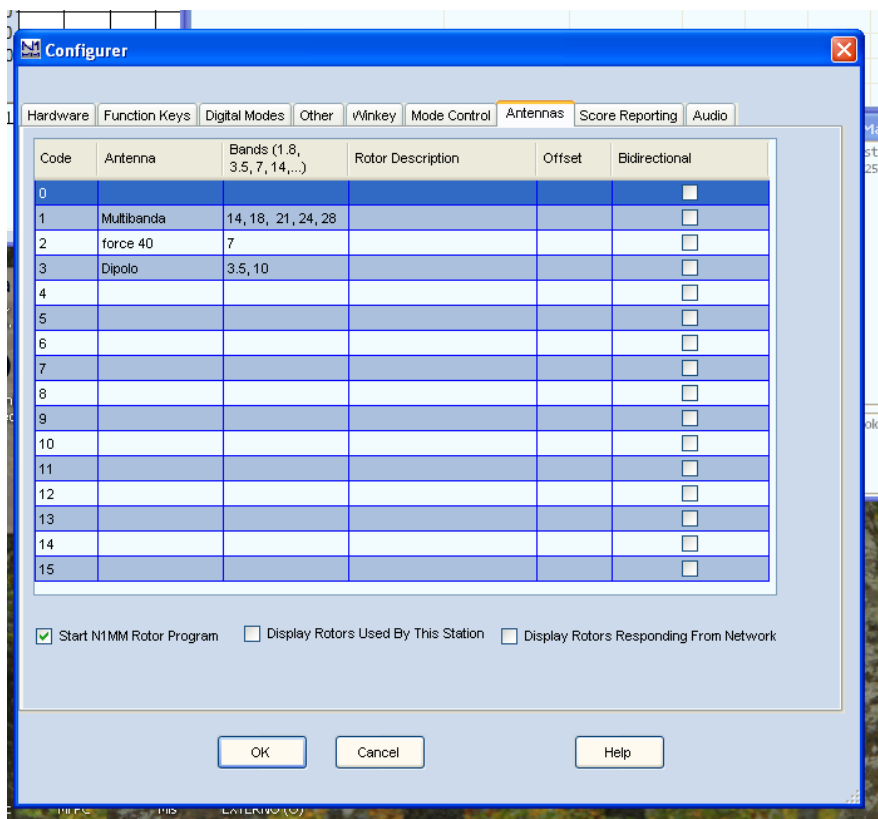 N1
MM
Configurer
Hardware Function Keys Digital Modes Other Winkey Mode Control Antennas Score Reporting Audio
Code Antenna Bands (1.8, 3.5, 7, 14,...) Rotor Description Offset Bidirectional
0
1 Multibanda 14, 18, 21, 24, 28
2 force 40 7
3 Dipolo 3.5, 10
4
5
6
7
8
9
10
11
12
13
14
15
Start N1MM Rotor Program Display Rotors Used By This Station Display Rotors Responding From Network
OK Cancel Help